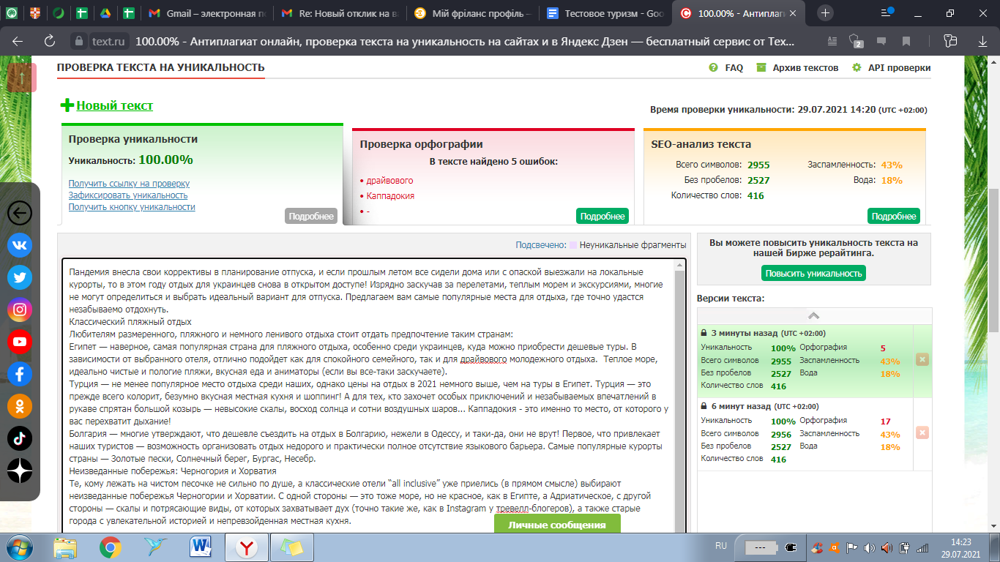 Gmail – электронная по
Re: Новый отклик на ва
Мій фріланс профіль –
Тестовое туризм - Goo
100.00% - Антиплаги
text.ru
100.00% - Антиплагиат онлайн, проверка текста на уникальность на сайтах и в Яндекс Дзен — бесплатный сервис от Тех...
2
ПРОВЕРКА ТЕКСТА НА УНИКАЛЬНОСТЬ
FAQ Архив текстов API проверки
Новый текст
Время проверки уникальности: 29.07.2021 14:20 (UTC +02:00)
Проверка уникальности
Уникальность: 100.00%
Получить ссылку на проверку
Зафиксировать уникальность
Получить кнопку уникальности
Подробнее
Проверка орфографии
В тексте найдено 5 ошибок:
• драйвового
• Каппадокия
• -
Подробнее
SEO-анализ текста
Всего символов: 2955 Заспамленность: 43%
Без пробелов: 2527 Вода: 18%
Количество слов: 416
Подробнее
Подсвечено: Неуникальные фрагменты
Пандемия внесла свои коррективы в планирование отпуска, и если прошлым летом все сидели дома или с опаской выезжали на локальные
курорты, то в этом году отдых для украинцев снова в открытом доступе! Изрядно заскучав за перелетами, теплым морем и экскурсиями, многие
не могут определиться и выбрать идеальный вариант для отпуска. Предлагаем вам самые популярные места для отдыха, где точно удастся
незабываемо отдохнуть.
Классический пляжный отдых
Любителям размеренного, пляжного и немного ленивого отдыха стоит отдать предпочтение таким странам:
Египет — наверное, самая популярная страна для пляжного отдыха, особенно среди украинцев, куда можно приобрести дешевые туры. В
зависимости от выбранного отеля, отлично подойдет как для спокойного семейного, так и для драйвового молодежного отдыха. Теплое море,
идеально чистые и пологие пляжи, вкусная еда и аниматоры (если вы все-таки заскучаете).
Турция — не менее популярное место отдыха среди наших, однако цены на отдых в 2021 немного выше, чем на туры в Египет. Турция — это
прежде всего колорит, безумно вкусная местная кухня и шоппинг! А для тех, кто захочет особых приключений и незабываемых впечатлений в
рукаве спрятан большой козырь — невысокие скалы, восход солнца и сотни воздушных шаров... Каппадокия - это именно то место, от которого у
вас перехватит дыхание!
Болгария — многие утверждают, что дешевле съездить на отдых в Болгарию, нежели в Одессу, и таки-да, они не врут! Первое, что привлекает
наших туристов — возможность организовать отдых недорого и практически полное отсутствие языкового барьера. Самые популярные курорты
страны — Золотые пески, Солнечный берег, Бургас, Несебр.
Неизведанные побережья: Черногория и Хорватия
Те, кому лежать на чистом песочке не сильно по душе, а классические отели “all inclusive” уже приелись (в прямом смысле) выбирают
неизведанные побережья Черногории и Хорватии. С одной стороны — это тоже море, но не красное, как в Египте, а Адриатическое, с другой
стороны — скалы и потрясающие виды, от которых захватывает дух (точно такие же, как в Instagram у тревелл-блогеров), а также старые
города с увлекательной историей и непревзойденная местная кухня.
Вы можете повысить уникальность текста на
нашей Бирже рерайтинга.
Повысить уникальность
Версии текста:
3 минуты назад (UTC +02:00)
Уникальность 100% Орфография 5
Всего символов 2955 Заспамленность 43%
Без пробелов 2527 Вода 18%
Количество слов 416
6 минут назад (UTC +02:00)
Уникальность 100% Орфография 17
Всего символов 2956 Заспамленность 43%
Без пробелов 2527 Вода 18%
Количество слов 416
Личные сообщения
RU
---
14:23
29.07.2021